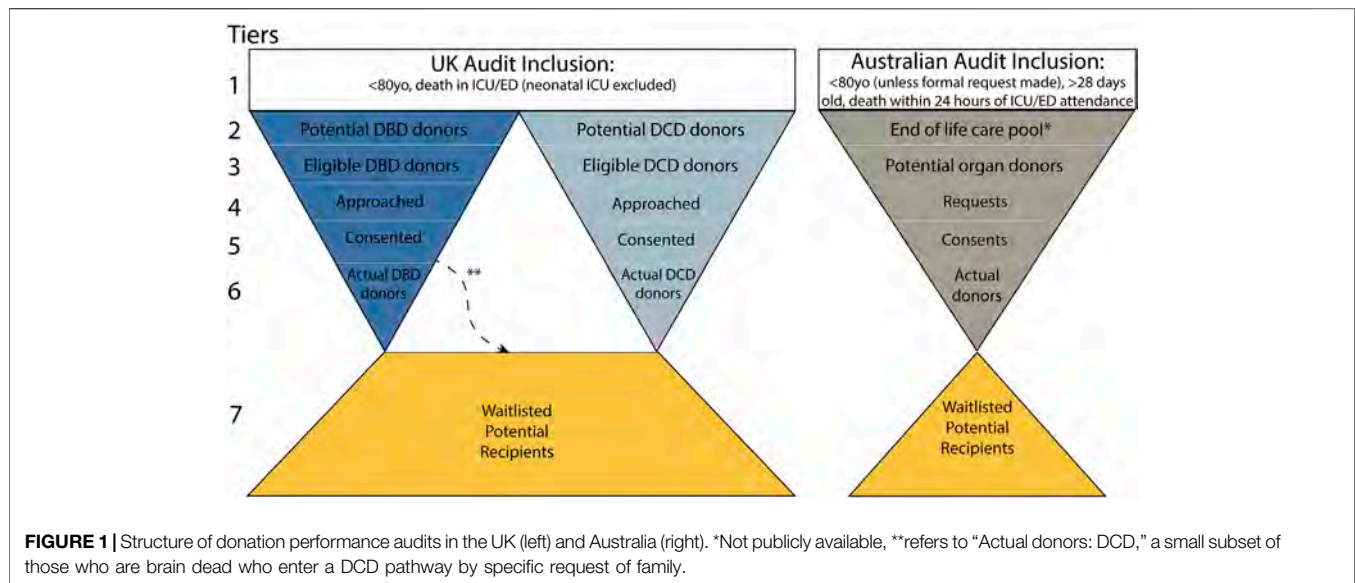 Tiers
1
UK Audit Inclusion:
<80yo, death in ICU/ED (neonatal ICU excluded)
Australian Audit Inclusion:
<80yo (unless formal request made), >28 days
old, death within 24 hours of ICU/ED attendance
2
Potential DBD donors
Potential DCD donors
End of life care pool*
3
Eligible DBD donors
Eligible DCD donors
Potential organ donors
4
Approached
Approached
Requests
5
Consented
Consented
Consents
6
Actual DBD
donors
**
Actual DCD
donors
Actual
donors
7
Waitlisted
Potential
Recipients
Waitlisted
Potential
Recipients
FIGURE 1 | Structure of donation performance audits in the UK (left) and Australia (right). *Not publicly available, **refers to “Actual donors: DCD,” a small subset of
those who are brain dead who enter a DCD pathway by specific request of family.